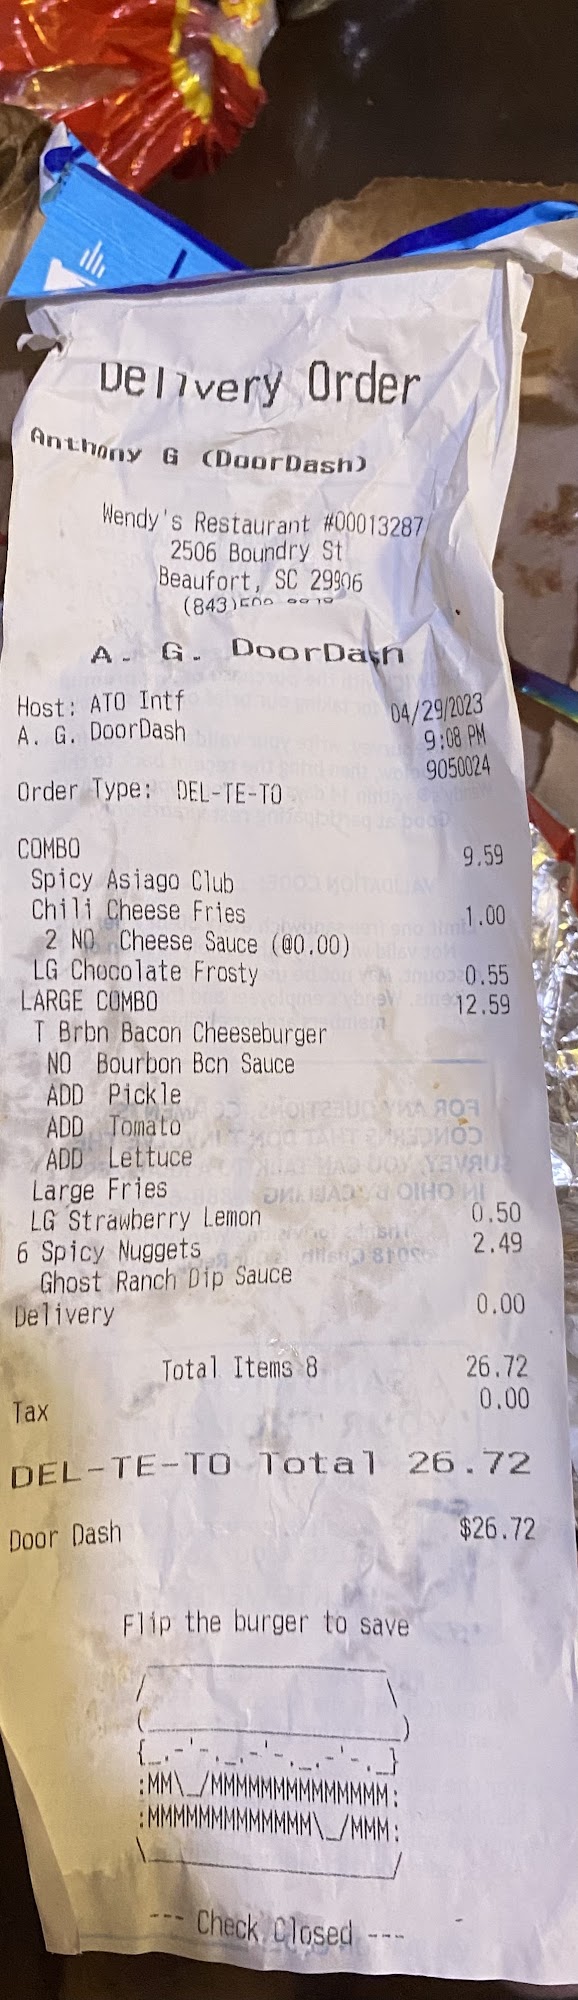 Delivery Order
Anthony G (DoorDash)
Wendy's Restaurant #00013287
2506 Boundry St
Beaufort, SC 29906
(843)
A. G. DoorDash
Host: ATO Intf 04/29/2023
A. G. DoorDash 9:08 PM
9050024
Order Type: DEL-TE-TO
COMBO 9.59
Spicy Asiago Club
Chili Cheese Fries 1.00
2 NO Cheese Sauce (@0.00)
LG Chocolate Frosty 0.55
LARGE COMBO 12.59
T Brbn Bacon Cheeseburger
NO Bourbon Bcn Sauce
ADD Pickle
ADD Tomato
ADD Lettuce
Large Fries
LG Strawberry Lemon 0.50
6 Spicy Nuggets 2.49
Ghost Ranch Dip Sauce
Delivery 0.00
Total Items 8 26.72
Tax 0.00
DEL-TE-TO Total 26.72
Door Dash $26.72
Flip the burger to save
:MM\_/MMMMMMMMMMMMMMM:
:MMMMMMMMMMMMMM\_/MMM:
--- Check Closed ---